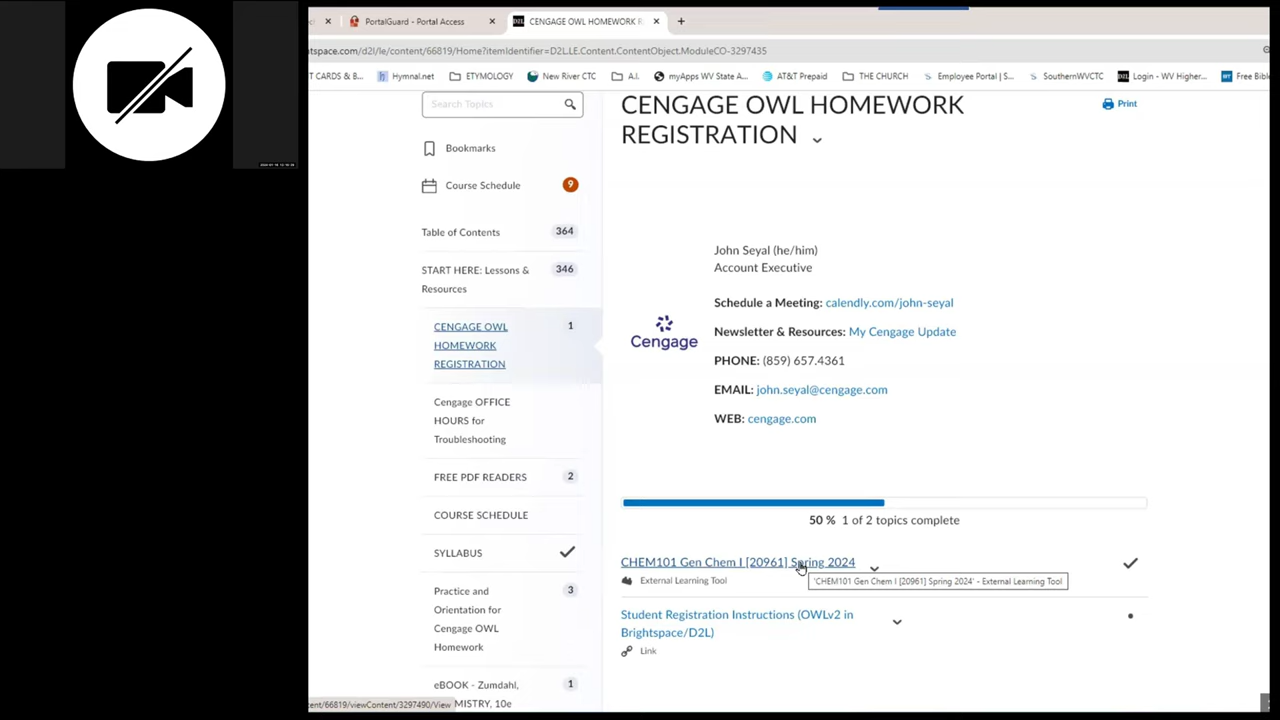 PortalGuard - Portal Access
D2L CENGAGE OWL HOMEWORK R
ntspace.com/d2l/le/content/66819/Home?itemIdentifier=D2L.LE.Content.ContentObject.ModuleCO-3297435
T CARDS & B... Hymnal.net ETYMOLOGY New River CTC A.I. myApps WV State A... AT&T Prepaid THE CHURCH Employee Portal | S... SouthernWVCTC D2L Login - WV Higher... Free Bibl
Search Topics
Bookmarks
Course Schedule 9
Table of Contents 364
START HERE: Lessons & 346
Resources
CENGAGE OWL 1
HOMEWORK
REGISTRATION
Cengage OFFICE
HOURS for
Troubleshooting
FREE PDF READERS 2
COURSE SCHEDULE
SYLLABUS
Practice and 3
Orientation for
Cengage OWL
Homework
eBOOK - Zumdahl, 1
MISTRY, 10e
CENGAGE OWL HOMEWORK
REGISTRATION
Print
John Seyal (he/him)
Account Executive
Schedule a Meeting: calendly.com/john-seyal
Cengage
Newsletter & Resources: My Cengage Update
PHONE: (859) 657.4361
EMAIL: john.seyal@cengage.com
WEB: cengage.com
50 % 1 of 2 topics complete
CHEM101 Gen Chem I [20961] Spring 2024
External Learning Tool
'CHEM101 Gen Chem I [20961] Spring 2024' - External Learning Tool
Student Registration Instructions (OWLv2 in
Brightspace/D2L)
Link
tent/66819/viewContent/3297490/View